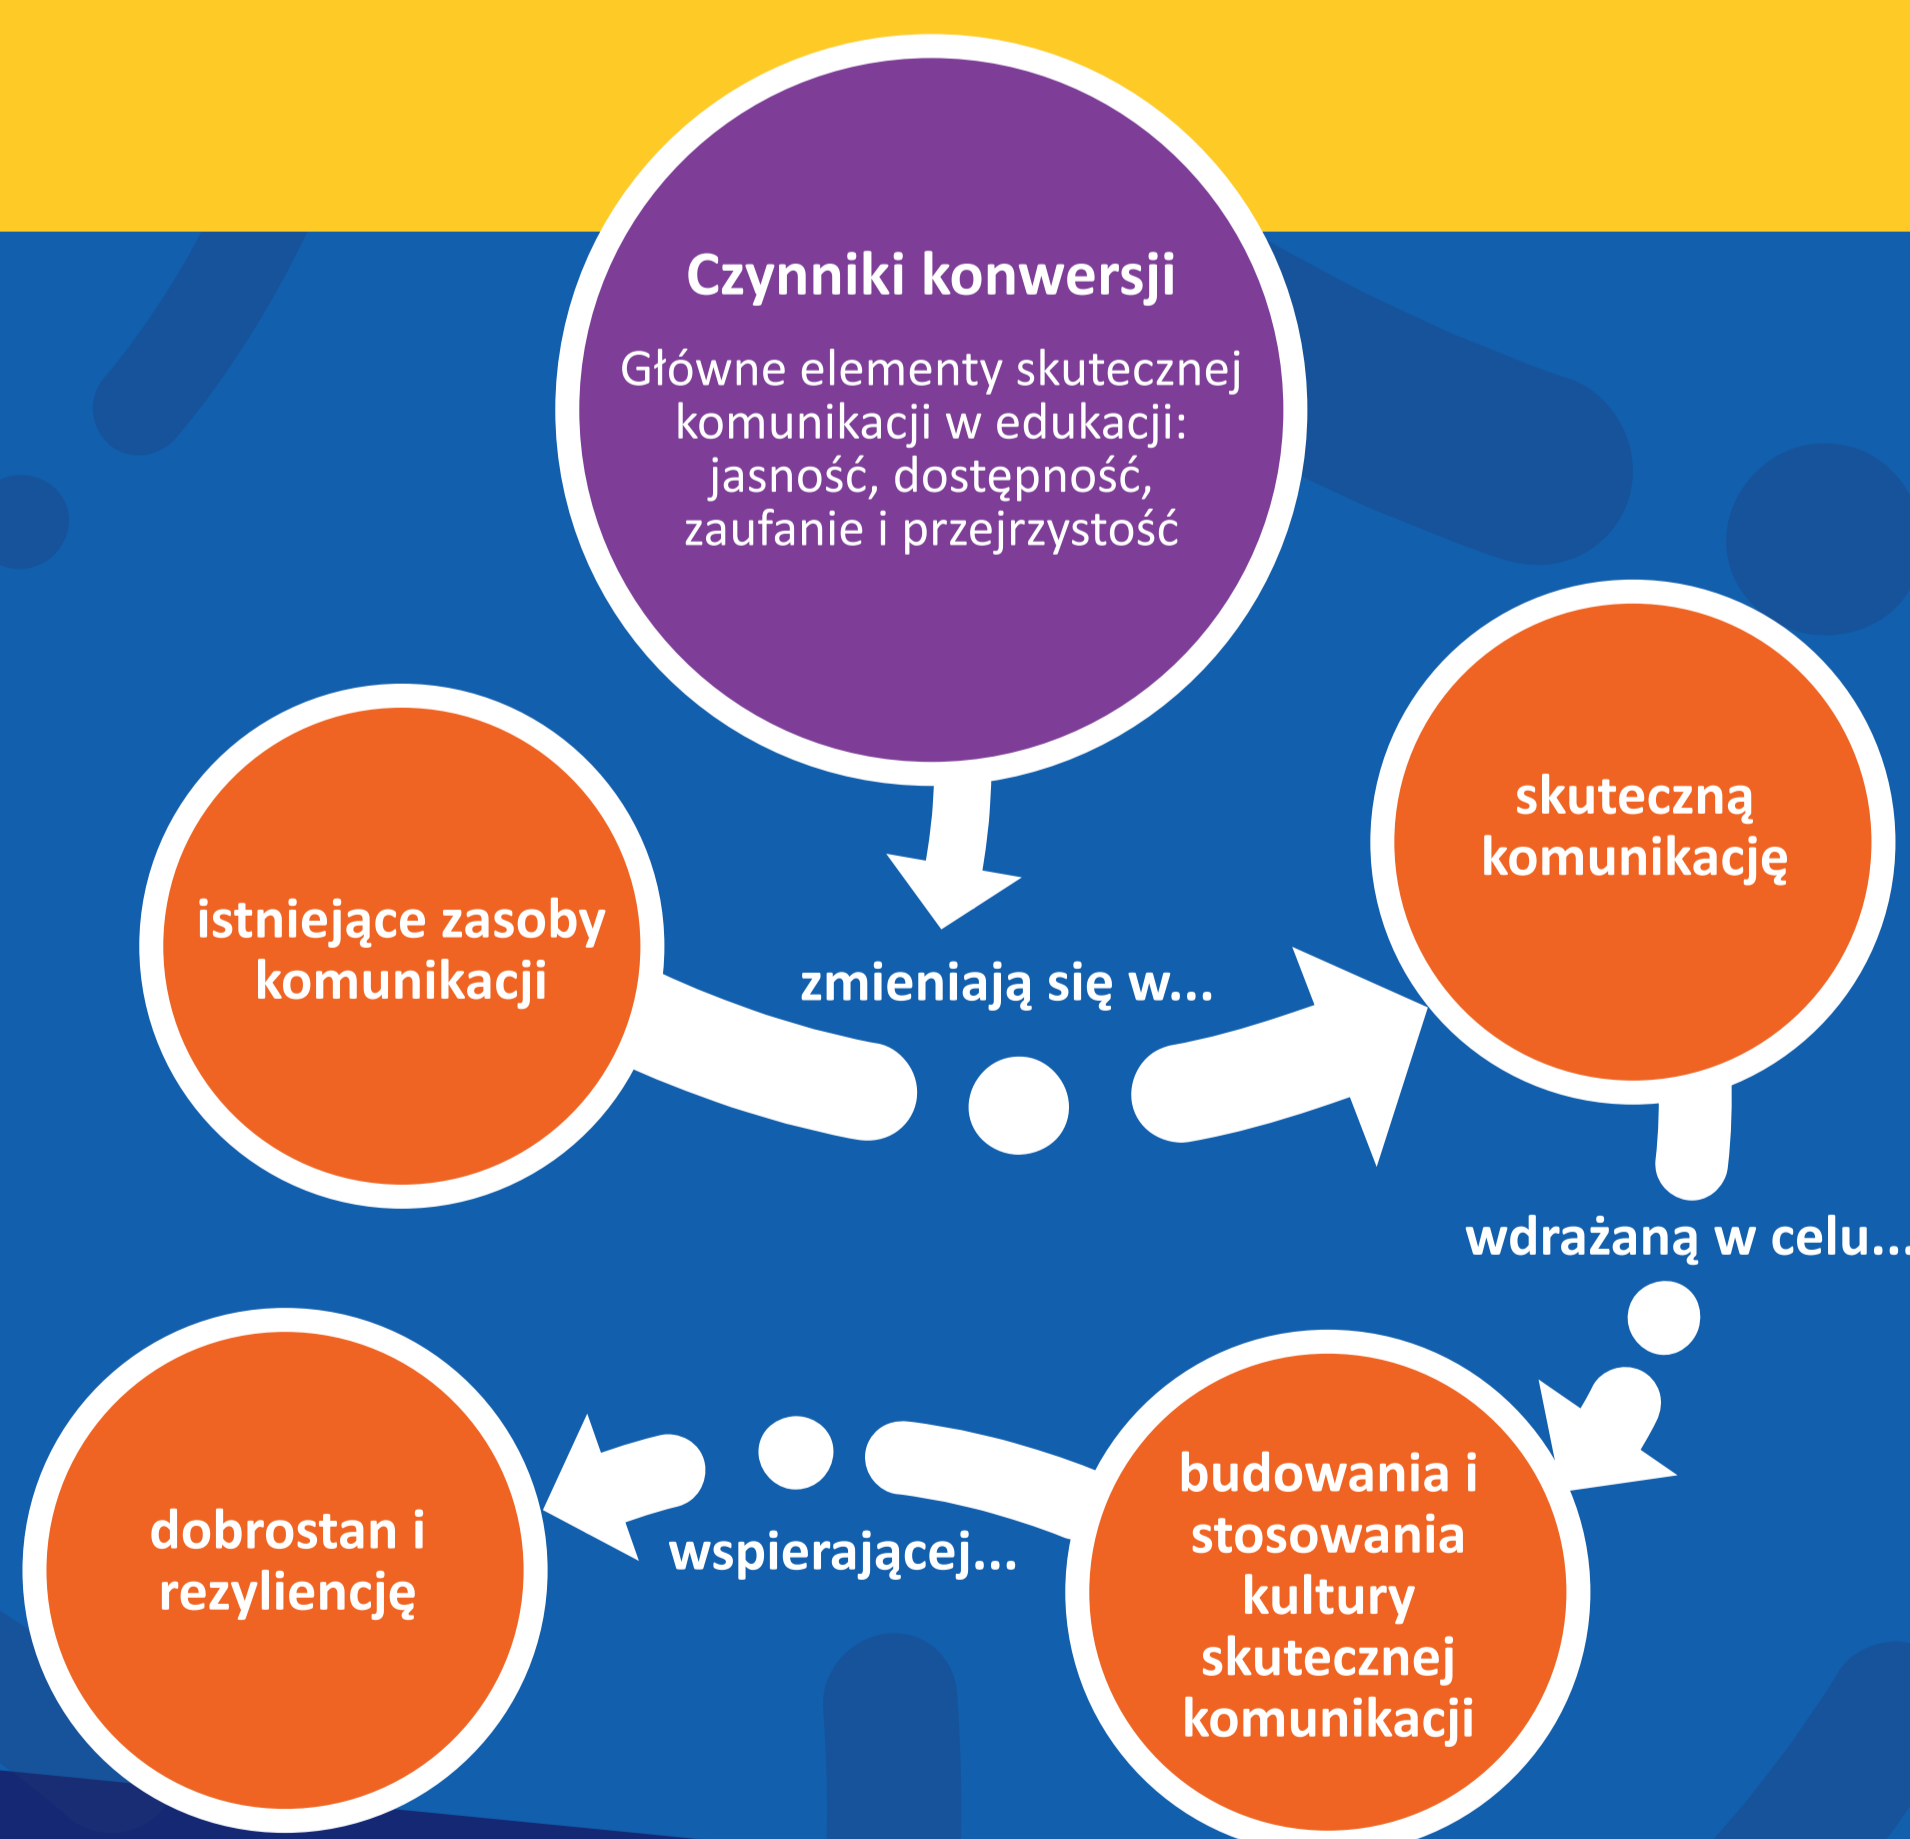 Czynniki konwersji
Główne elementy skutecznej
komunikacji w edukacji:
jasność, dostępność,
zaufanie i przejrzystość
istniejące zasoby
komunikacji
zmieniają się w...
skuteczną
komunikację
wdrażaną w celu...
budowania i
stosowania
kultury
skutecznej
komunikacji
wspierającej...
dobrostan i
rezyliencję